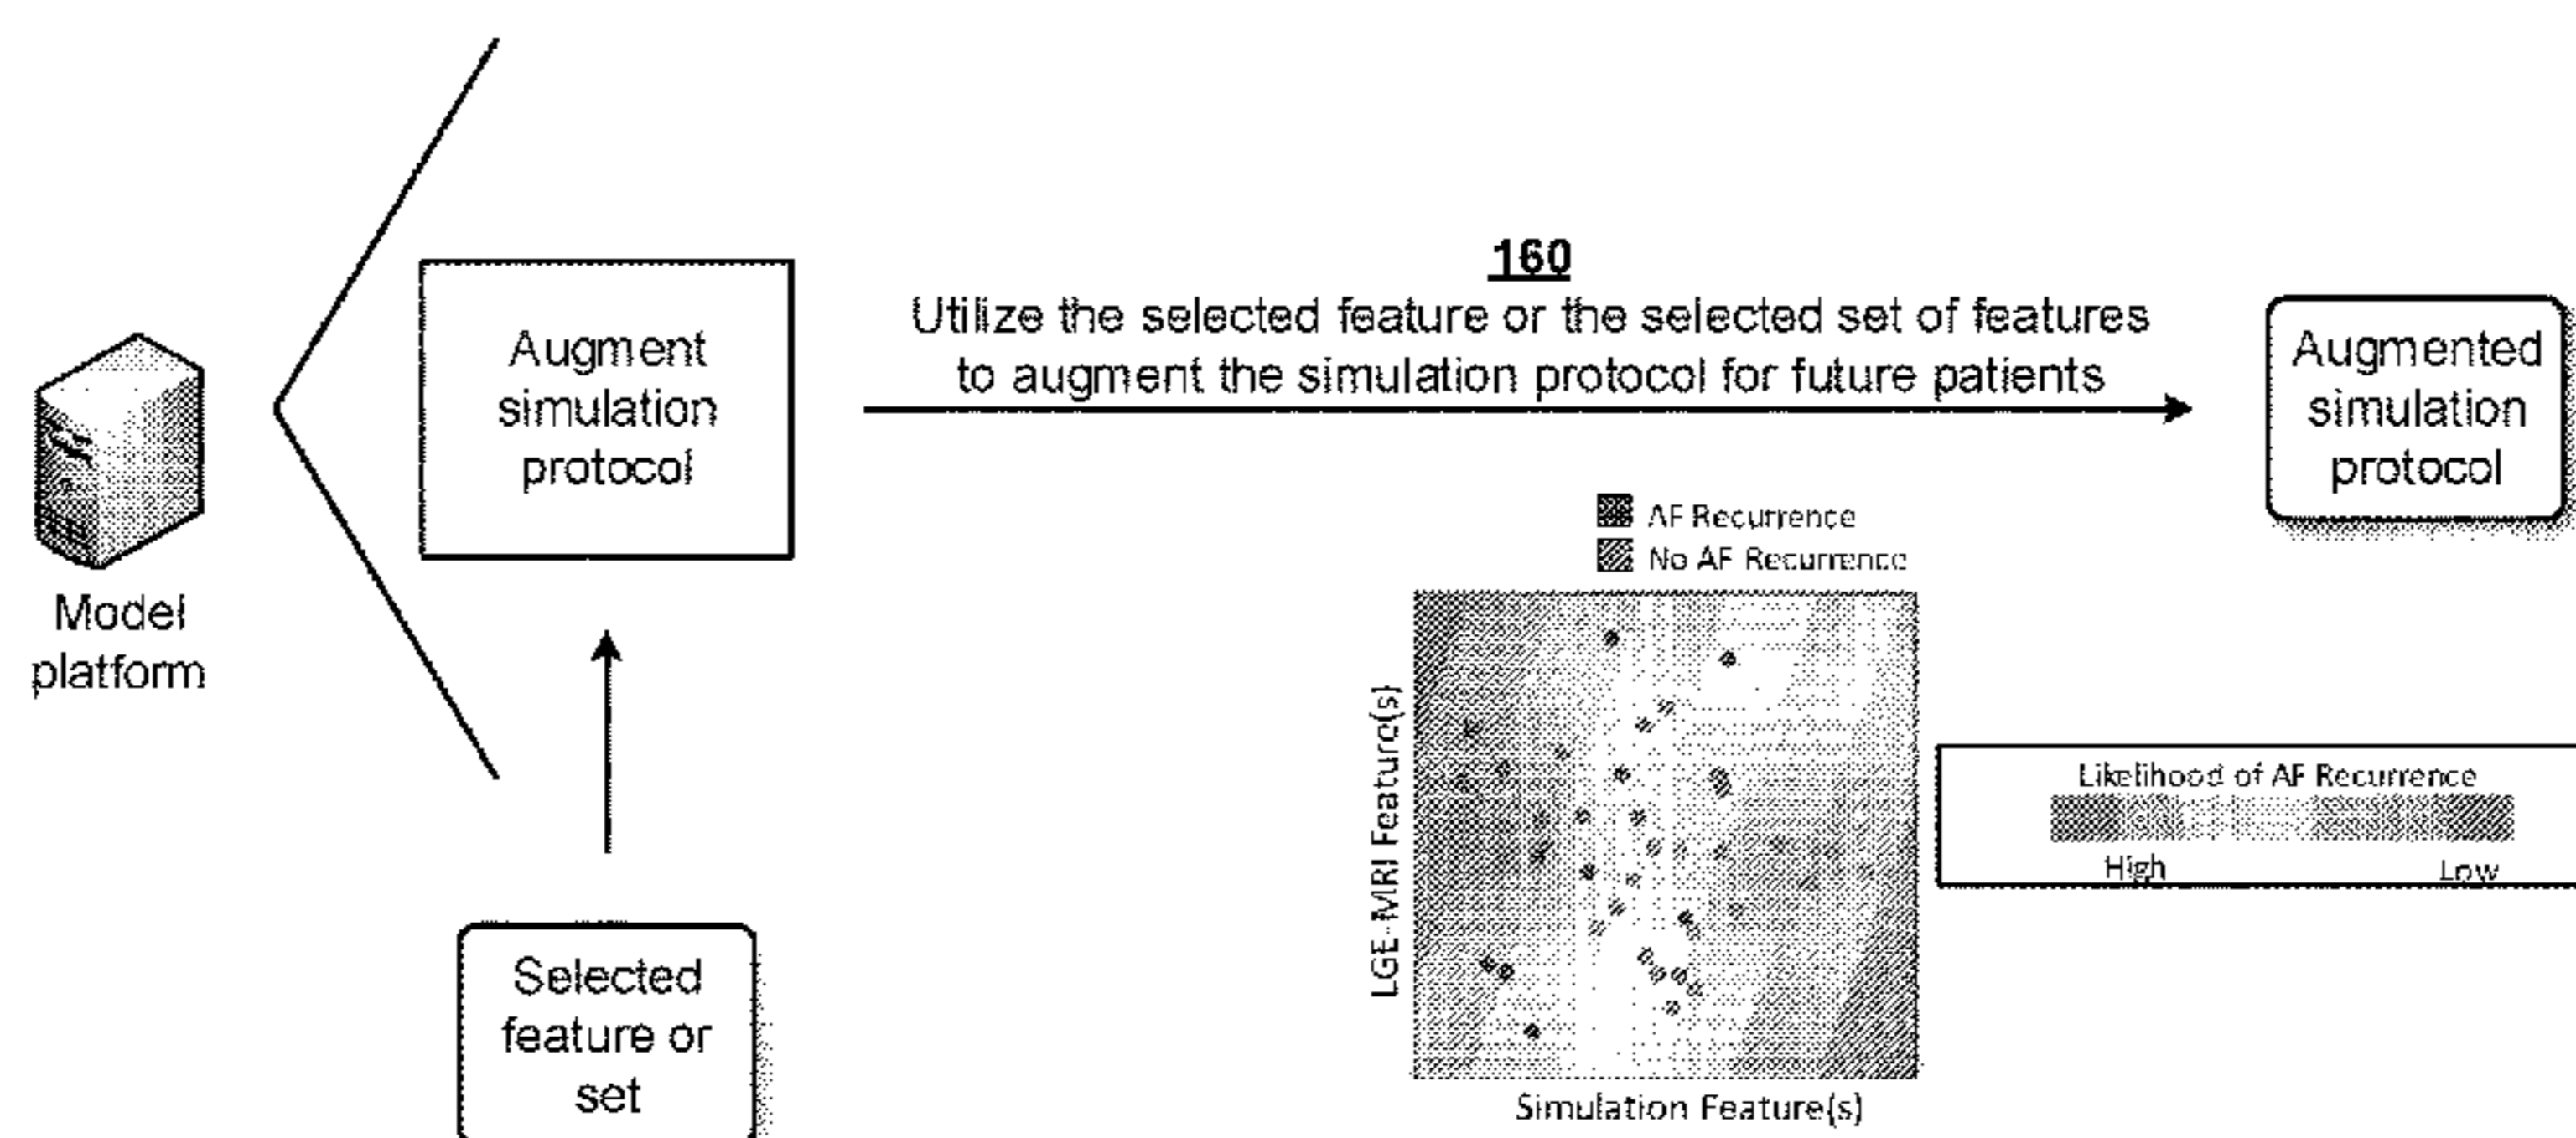 160
Utilize the selected feature or the selected set of features
to augment the simulation protocol for future patients
Augment
simulation
protocol
Augmented
simulation
protocol
Model
platform
AF Recurrence
No AF Recurrence
LGE-MRI Feature(s)
Likelihood of AF Recurrence
High
Low
Selected
feature or
set
Simulation Feature(s)